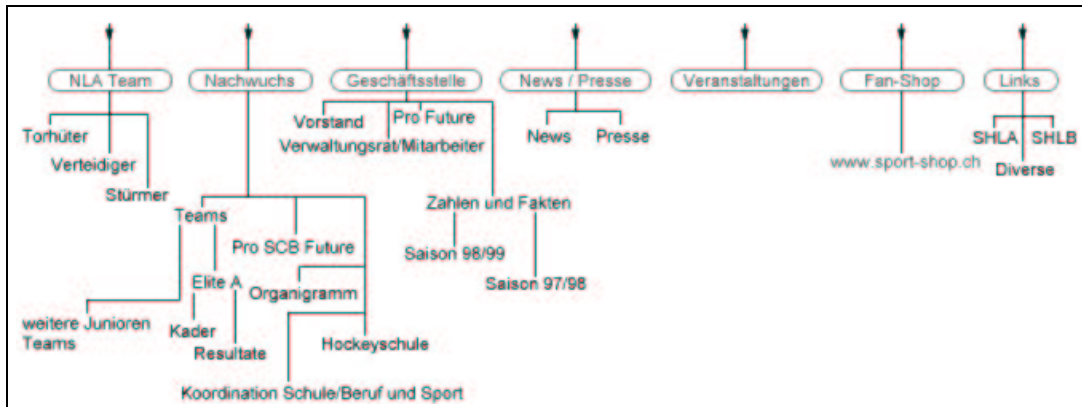 NLA Team
Nachwuchs
Geschäftsstelle
News / Presse
Veranstaltungen
Fan-Shop
Links
Torhüter
Verteidiger
Stürmer
Vorstand
Pro Future
Verwaltungsrat/Mitarbeiter
News
Presse
www.sport-shop.ch
SHLA
SHLB
Diverse
Teams
Pro SCB Future
Zahlen und Fakten
Saison 98/99
Saison 97/98
Elite A
Organigramm
weitere Junioren
Teams
Kader
Resultate
Hockeyschule
Koordination Schule/Beruf und Sport